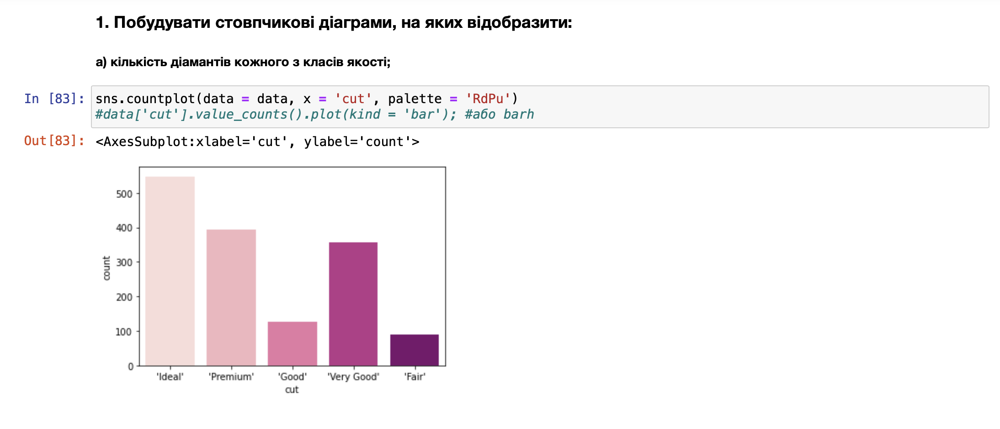 1. Побудувати стовпчикові діаграми, на яких відобразити:
а) кількість діамантів кожного з класів якості;
In [83]: sns.countplot(data = data, x = 'cut', palette = 'RdPu')
#data['cut'].value_counts().plot(kind = 'bar'); #або barh
Out[83]: <AxesSubplot:xlabel='cut', ylabel='count'>
500
400
300
200
100
0
count
'Ideal' 'Premium' 'Good' 'Very Good' 'Fair'
cut